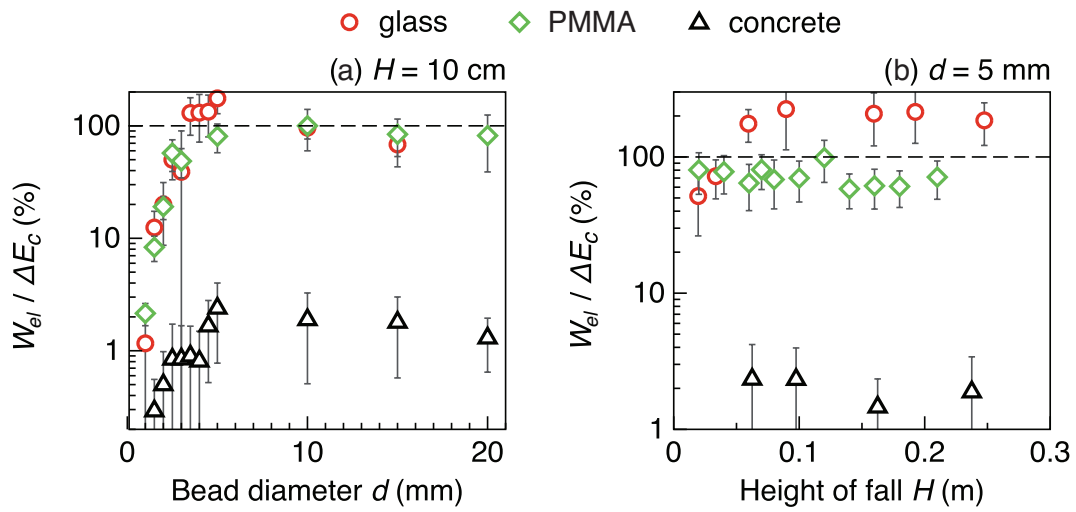 glass PMMA concrete
(a) H = 10 cm
(b) d = 5 mm
100
10
1
W_el / ΔE_c (%)
0 10 20
Bead diameter d (mm)
100
10
1
W_el / ΔE_c (%)
0 0.1 0.2 0.3
Height of fall H (m)